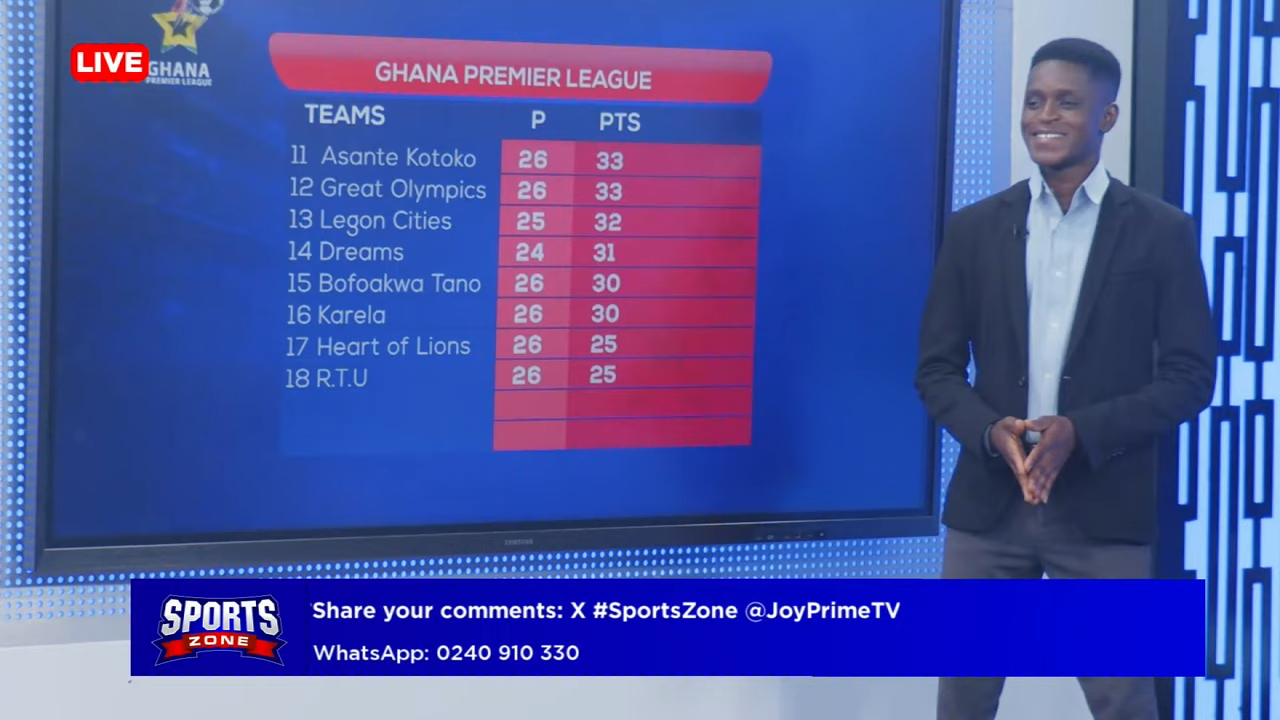 LIVE
GHANA
PREMIER LEAGUE
GHANA PREMIER LEAGUE
TEAMS P PTS
11 Asante Kotoko 26 33
12 Great Olympics 26 33
13 Legon Cities 25 32
14 Dreams 24 31
15 Bofoakwa Tano 26 30
16 Karela 26 30
17 Heart of Lions 26 25
18 R.T.U 26 25
SAMSUNG
SPORTS
ZONE
Share your comments: X #SportsZone @JoyPrimeTV
WhatsApp: 0240 910 330